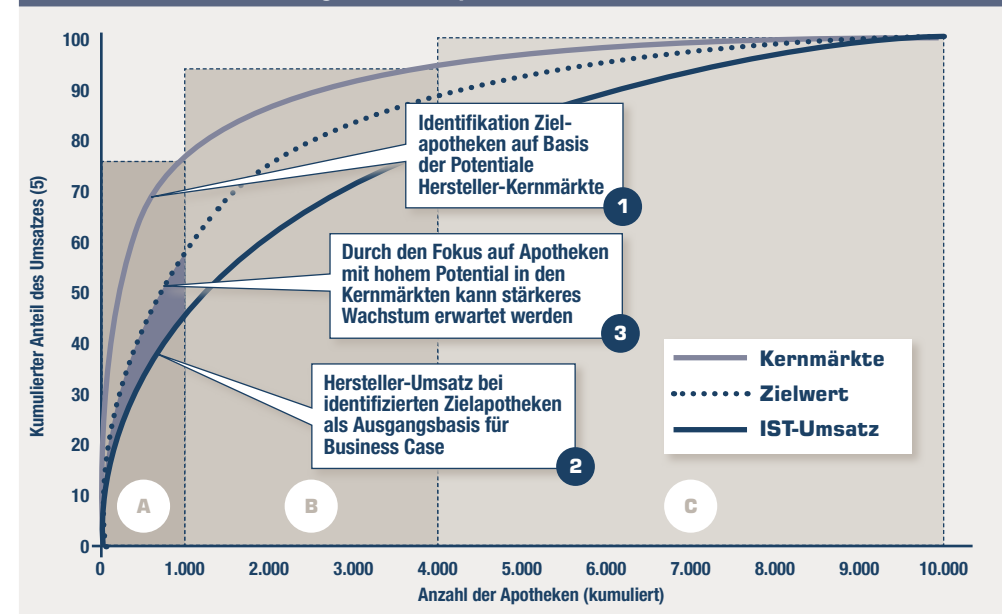 Kumulierter Anteil des Umsatzes (5)
100
90
80
70
60
50
40
30
20
10
0
Identifikation Ziel-
apotheken auf Basis
der Potentiale
Hersteller-Kernmärkte
1
Durch den Fokus auf Apotheken
mit hohem Potential in den
Kernmärkten kann stärkeres
Wachstum erwartet werden
3
Hersteller-Umsatz bei
identifizierten Zielapotheken
als Ausgangsbasis für
Business Case
2
Kernmärkte
Zielwert
IST-Umsatz
A
B
C
0
1.000
2.000
3.000
4.000
5.000
6.000
7.000
8.000
9.000
10.000
Anzahl der Apotheken (kumuliert)